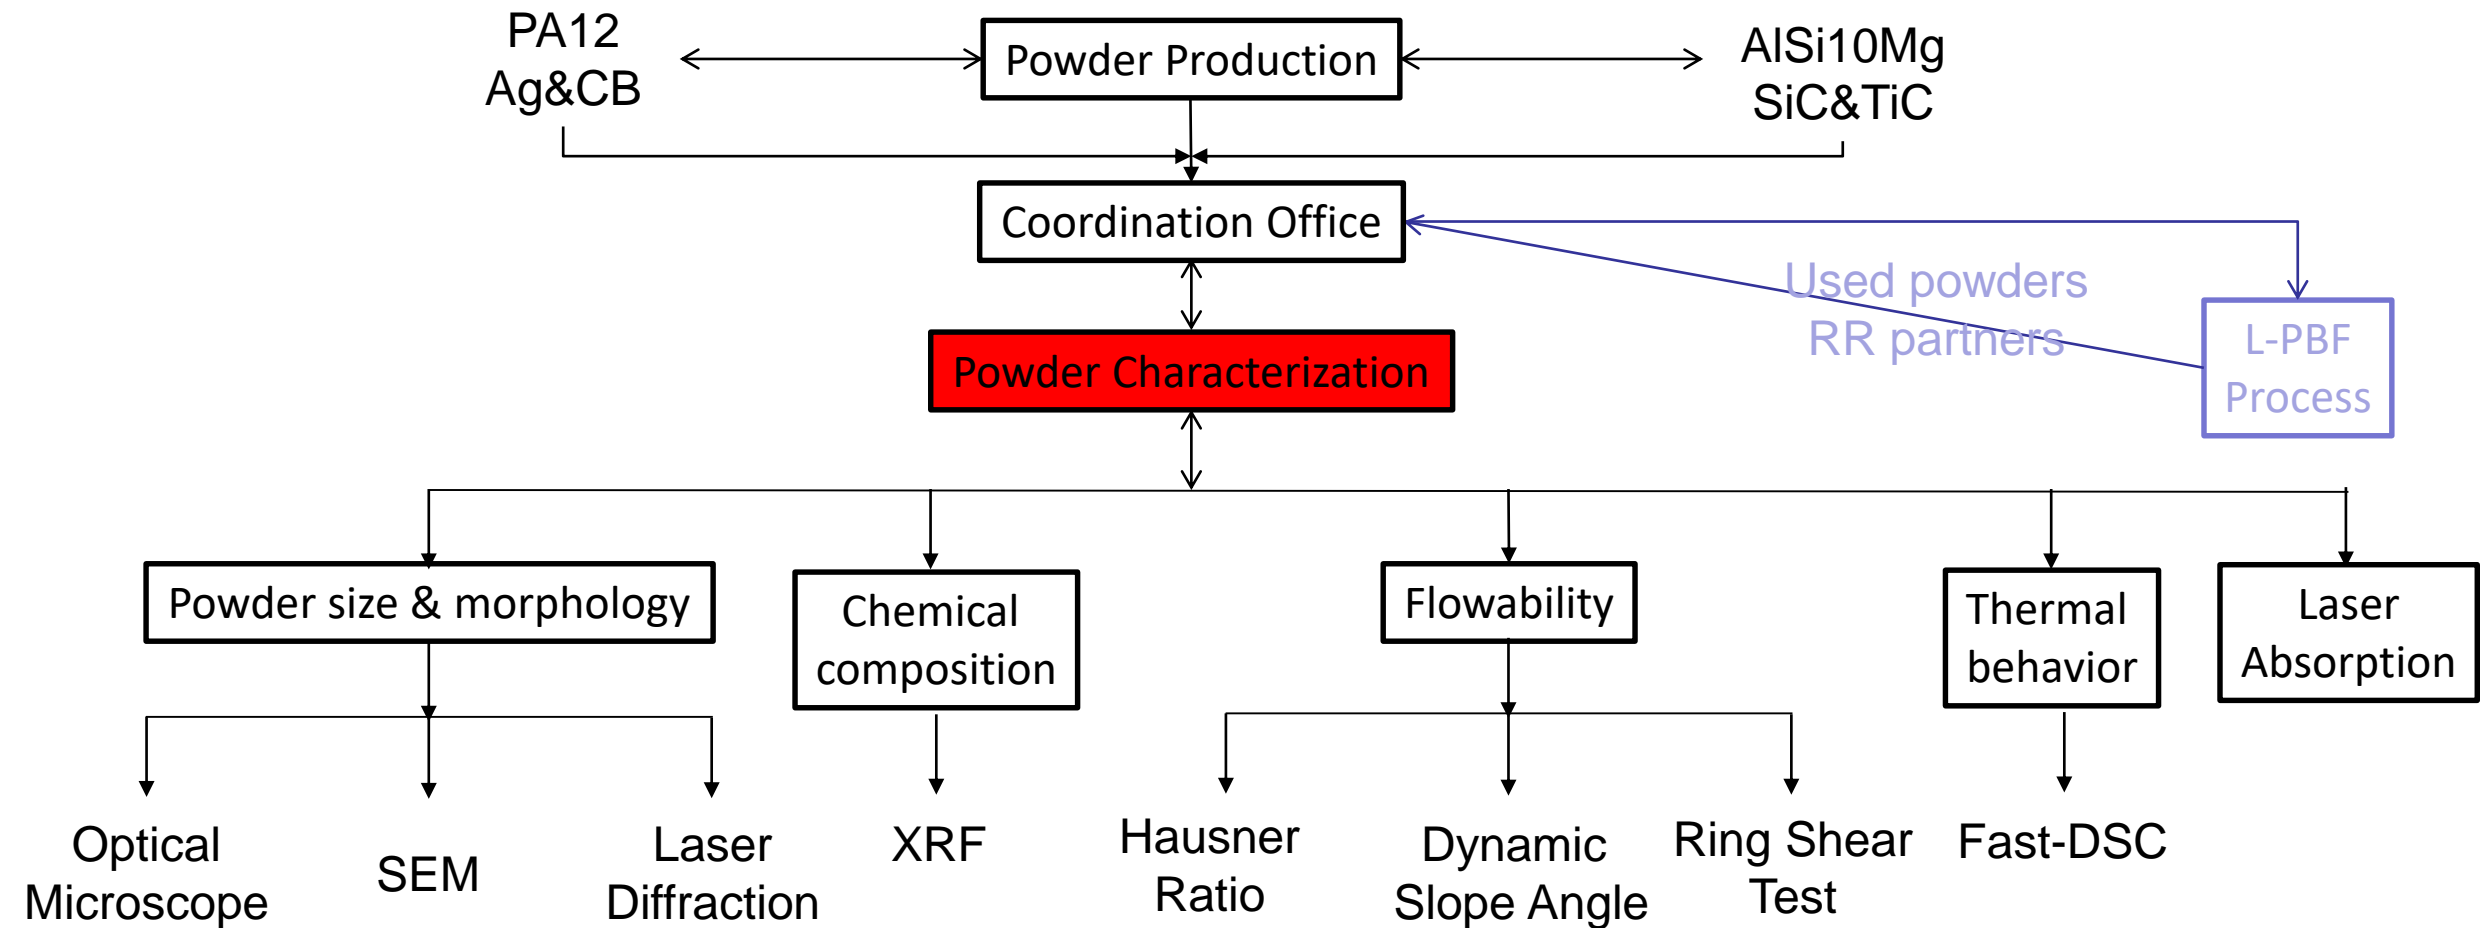 PA12
Ag&CB
Powder Production
AlSi10Mg
SiC&TiC
Coordination Office
Used powders
RR partners
L-PBF
Process
Powder Characterization
Powder size & morphology
Chemical
composition
Flowability
Thermal
behavior
Laser
Absorption
Optical
Microscope
SEM
Laser
Diffraction
XRF
Hausner
Ratio
Dynamic
Slope Angle
Ring Shear
Test
Fast-DSC